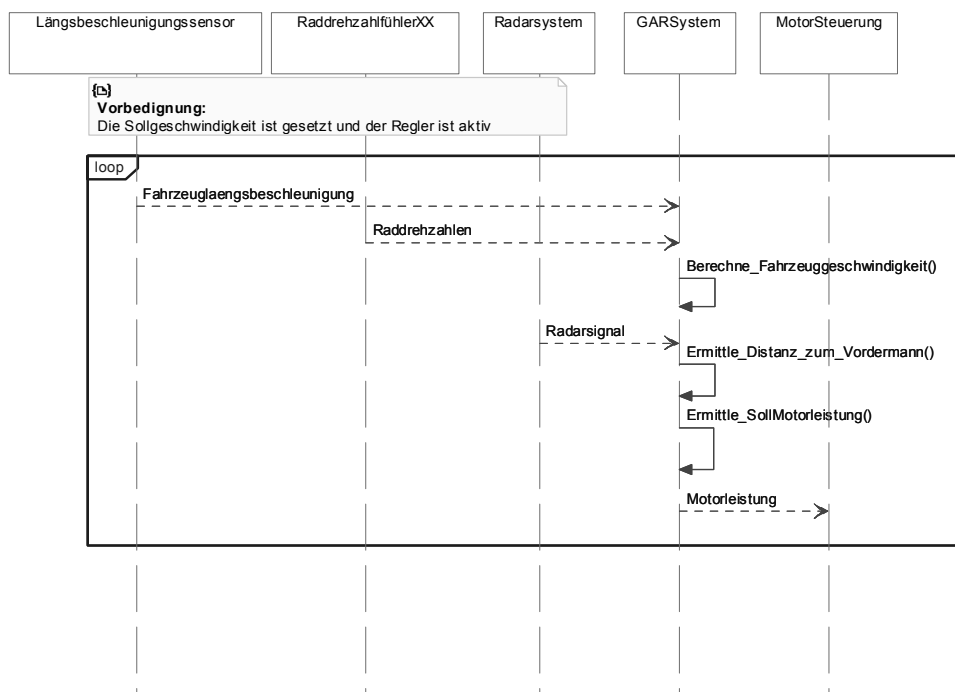 Längsbeschleunigungssensor
RaddrehzahlfühlerXX
Radarsystem
GARSystem
MotorSteuerung
Vorbedignung:
Die Sollgeschwindigkeit ist gesetzt und der Regler ist aktiv
loop
Fahrzeuglaengsbeschleunigung
Raddrehzahlen
Berechne_Fahrzeuggeschwindigkeit()
Radarsignal
Ermittle_Distanz_zum_Vordermann()
Ermittle_SollMotorleistung()
Motorleistung